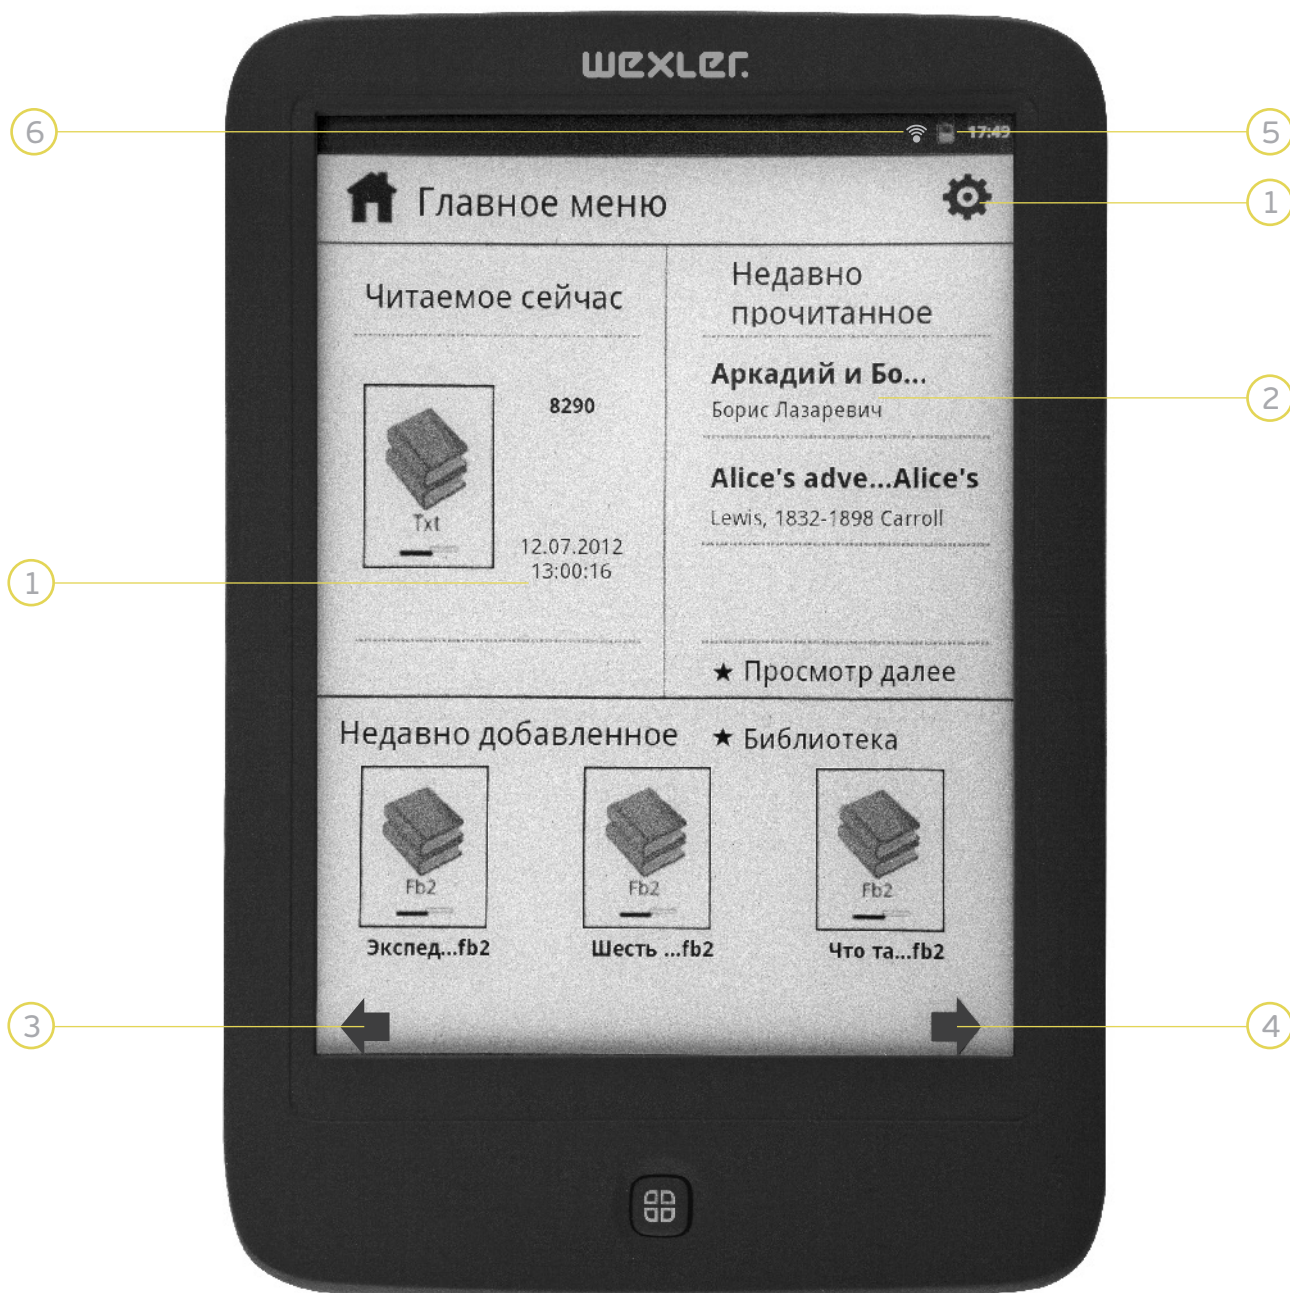 wexler.
6
17:49
5
Главное меню
1
Читаемое сейчас
8290
Txt
12.07.2012
13:00:16
1
Недавно
прочитанное
Аркадий и Бо...
Борис Лазаревич
2
Alice's adve...Alice's
Lewis, 1832-1898 Carroll
★ Просмотр далее
Недавно добавленное
★ Библиотека
Fb2
Экспед...fb2
Fb2
Шесть ...fb2
Fb2
Что та...fb2
3
4